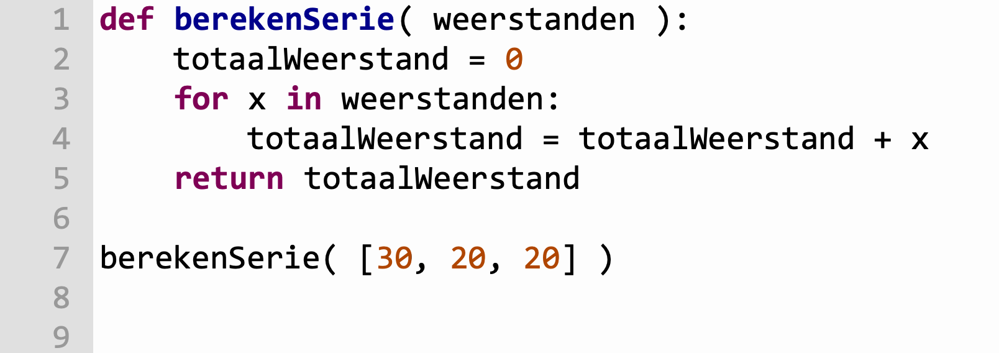 1 def berekenSerie( weerstanden ):
2     totaalWeerstand = 0
3     for x in weerstanden:
4         totaalWeerstand = totaalWeerstand + x
5     return totaalWeerstand
6
7 berekenSerie( [30, 20, 20] )
8
9